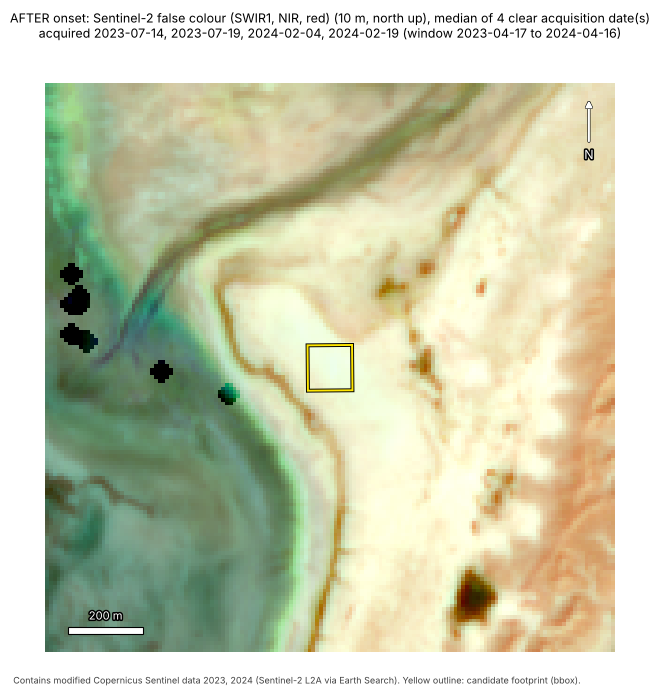 AFTER onset: Sentinel-2 false colour (SWIR1, NIR, red) (10 m, north up), median of 4 clear acquisition date(s)
acquired 2023-07-14, 2023-07-19, 2024-02-04, 2024-02-19 (window 2023-04-17 to 2024-04-16)
N
200 m
Contains modified Copernicus Sentinel data 2023, 2024 (Sentinel-2 L2A via Earth Search). Yellow outline: candidate footprint (bbox).